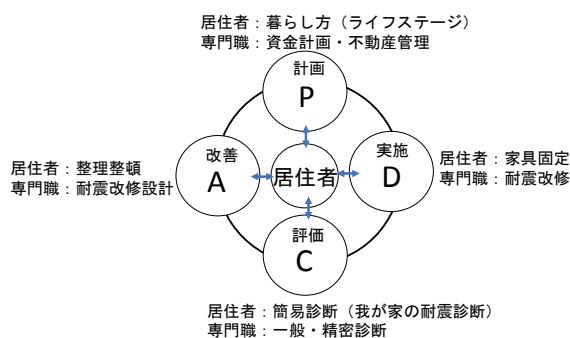 居住者：暮らし方（ライフステージ）
専門職：資金計画・不動産管理
計画
P
改善
A
居住者：整理整頓
専門職：耐震改修設計
居住者
実施
D
居住者：家具固定
専門職：耐震改修
評価
C
居住者：簡易診断（我が家の耐震診断）
専門職：一般・精密診断